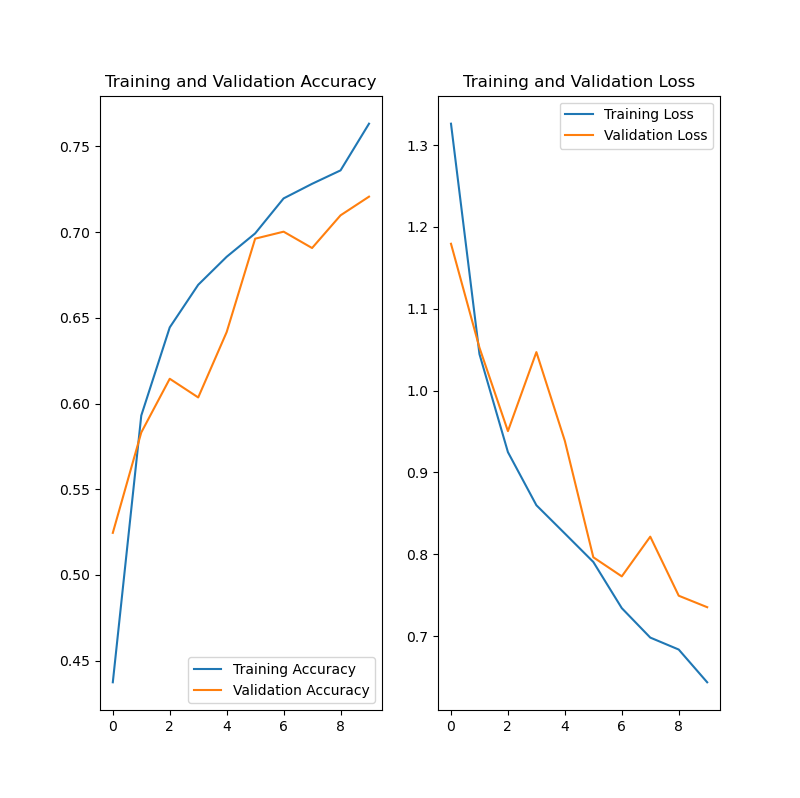 Training and Validation Accuracy
0.75
0.70
0.65
0.60
0.55
0.50
0.45
Training Accuracy
Validation Accuracy
0 2 4 6 8
Training and Validation Loss
Training Loss
Validation Loss
1.3
1.2
1.1
1.0
0.9
0.8
0.7
0 2 4 6 8